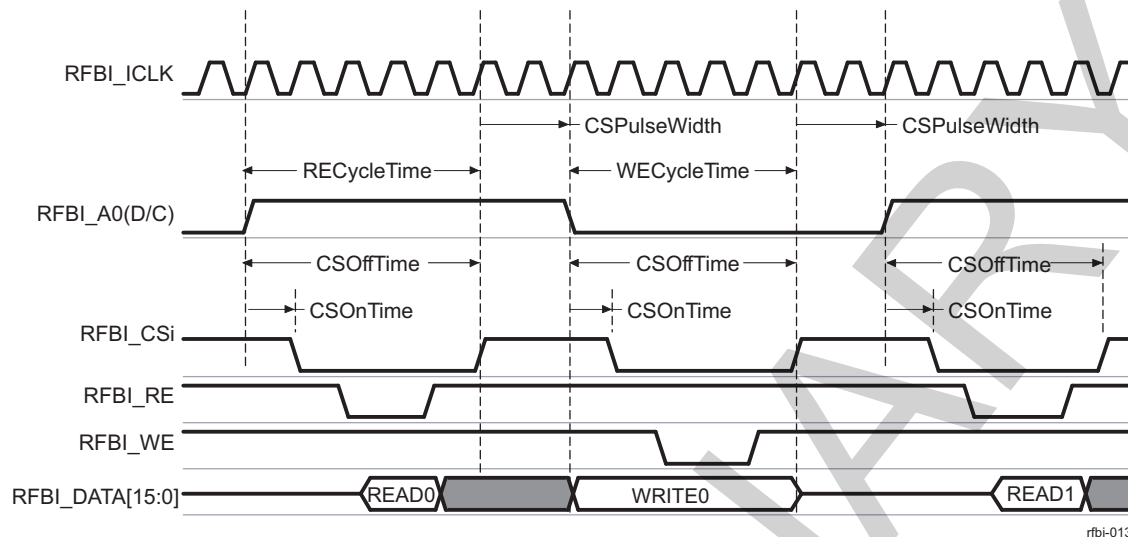 RFBI_ICLK
CSPulseWidth CSPulseWidth
RECycleTime WECycleTime
RFBI_A0(D/C)
CSOffTime CSOffTime CSOffTime
CSOnTime CSOnTime CSOnTime
RFBI_CSi
RFBI_RE
RFBI_WE
RFBI_DATA[15:0] READ0 WRITE0 READ1
rfbi-013